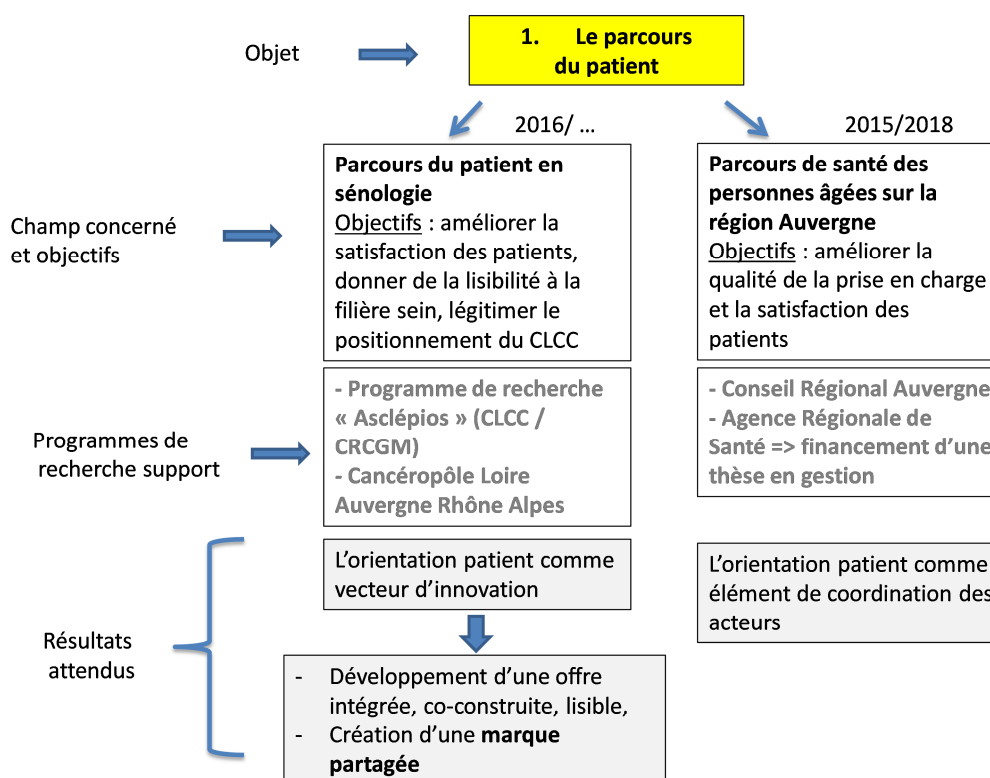 Objet
1. Le parcours
du patient
2016/ ...
2015/2018
Champ concerné
et objectifs
Parcours du patient en
sénologie
Objectifs : améliorer la
satisfaction des patients,
donner de la lisibilité à la
filière sein, légitimer le
positionnement du CLCC
Parcours de santé des
personnes âgées sur la
région Auvergne
Objectifs : améliorer la
qualité de la prise en charge
et la satisfaction des
patients
Programmes de
recherche support
- Programme de recherche
« Asclépios » (CLCC /
CRCGM)
- Cancéropôle Loire
Auvergne Rhône Alpes
- Conseil Régional Auvergne
- Agence Régionale de
Santé => financement d'une
thèse en gestion
Résultats
attendus
L'orientation patient comme
vecteur d'innovation
L'orientation patient comme
élément de coordination des
acteurs
- Développement d'une offre
intégrée, co-construite, lisible,
- Création d'une marque
partagée